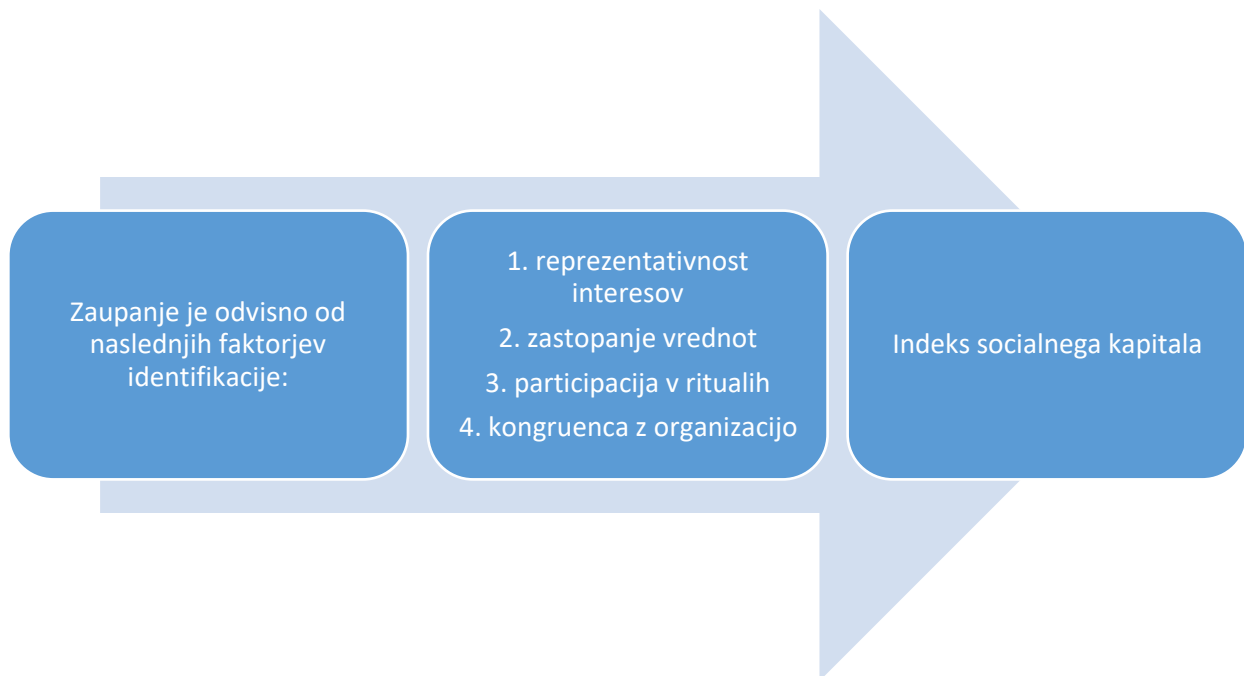 Zaupanje je odvisno od
naslednjih faktorjev
identifikacije:
1. reprezentativnost
interesov
2. zastopanje vrednot
3. participacija v ritualih
4. kongruenca z organizacijo
Indeks socialnega kapitala